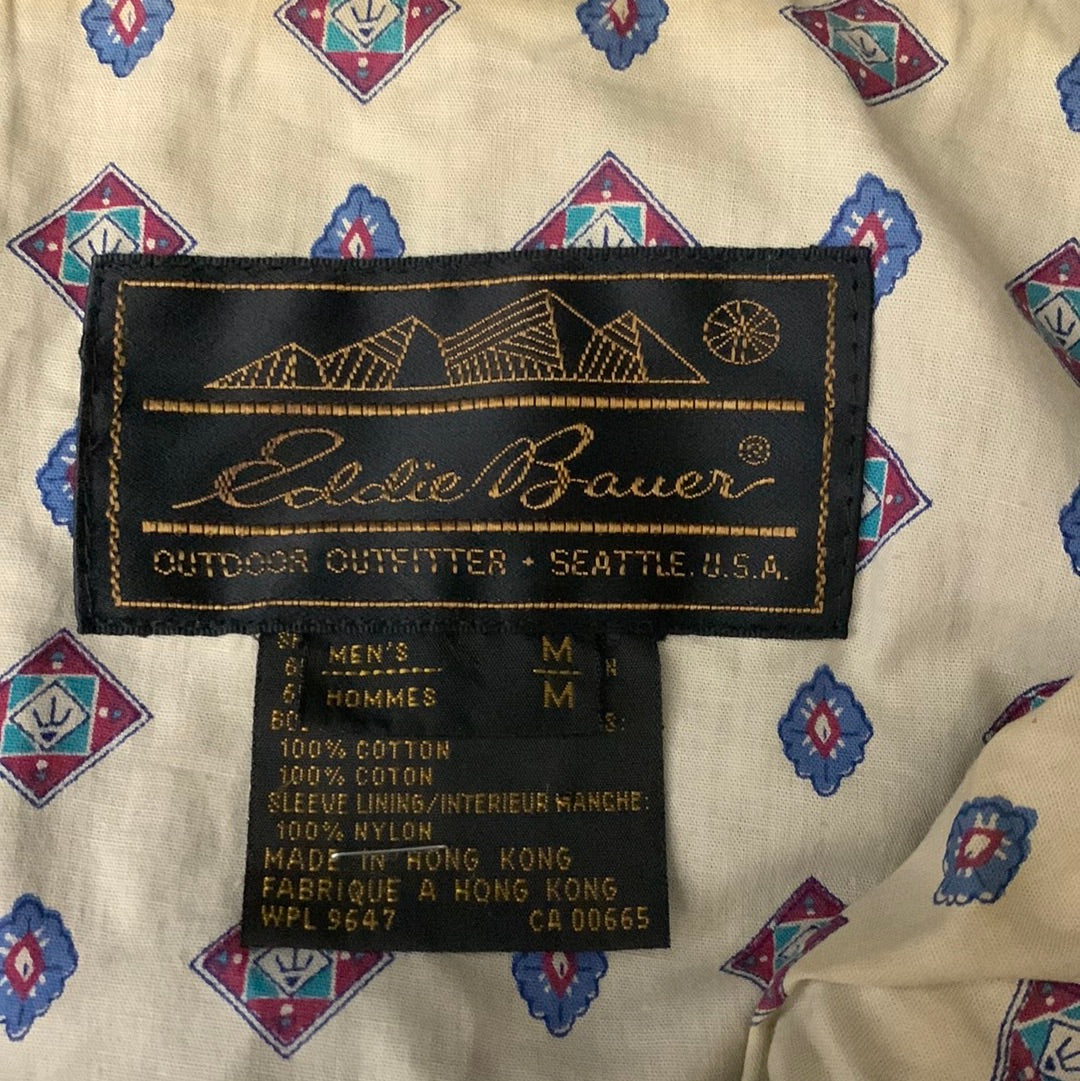 Eddie Bauer®
OUTDOOR OUTFITTER • SEATTLE, U.S.A.
MEN'S M
HOMMES M
100% COTTON
100% COTON
SLEEVE LINING/INTERIEUR MANCHE:
100% NYLON
MADE IN HONG KONG
FABRIQUE A HONG KONG
WPL 9647 CA 00665